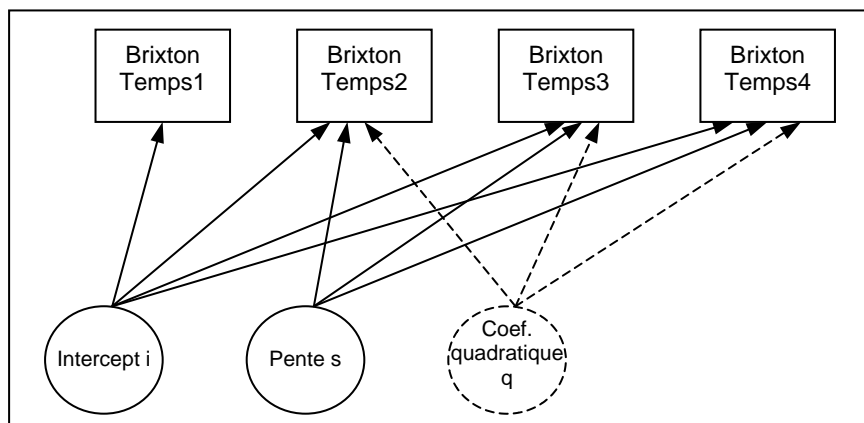 Brixton
Temps1
Brixton
Temps2
Brixton
Temps3
Brixton
Temps4
Intercept i
Pente s
Coef.
quadratique
q